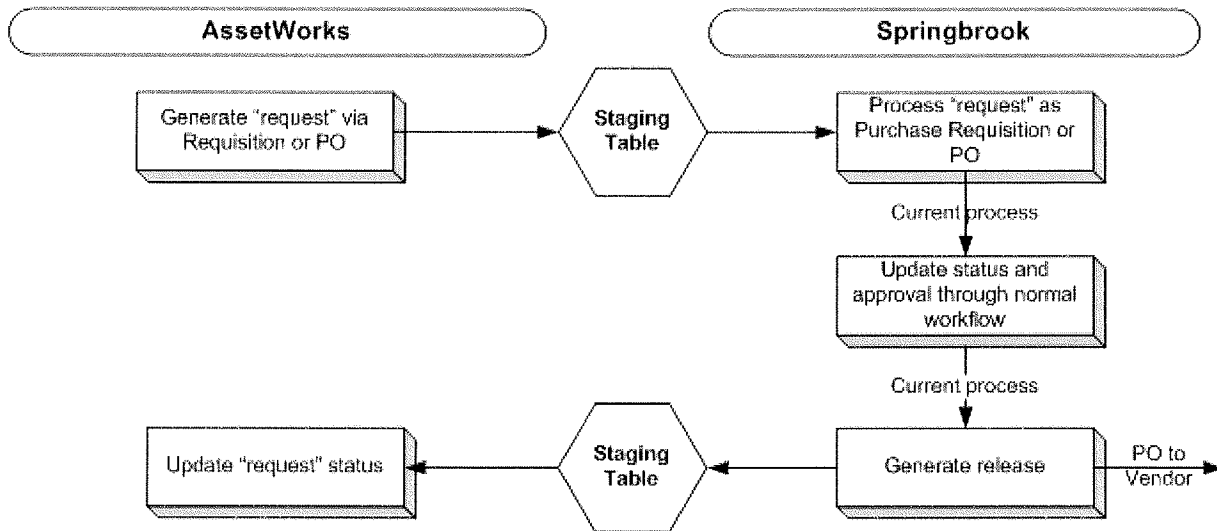 AssetWorks
Springbrook
Generate “request” via
Requisition or PO
Staging
Table
Process “request” as
Purchase Requisition or
PO
Current process
Update status and
approval through normal
workflow
Current process
Update “request” status
Staging
Table
Generate release
PO to
Vendor